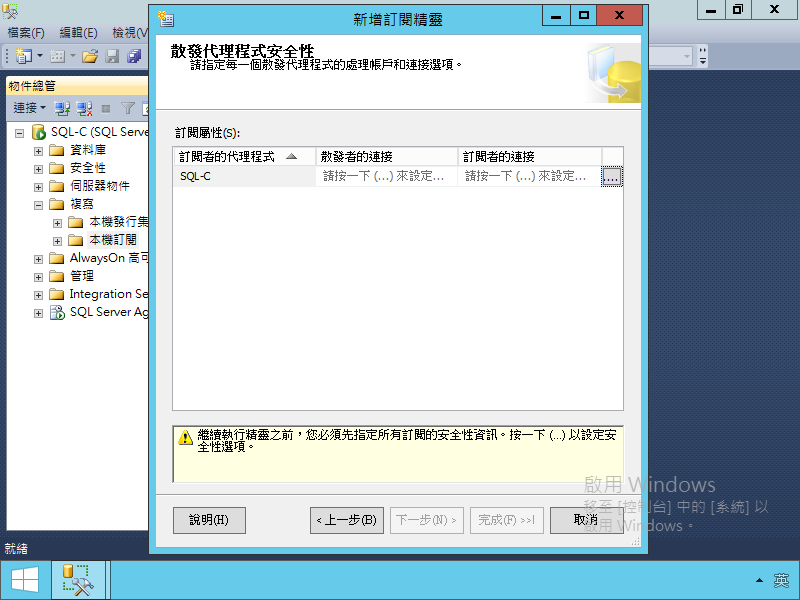 新增訂閱精靈
檔案(F) 編輯(E) 檢視(V
散發代理程式安全性
請指定每一個散發代理程式的處理帳戶和連接選項。
物件總管
連接
SQL-C (SQL Serve
資料庫
安全性
伺服器物件
複寫
本機發行集
本機訂閱
AlwaysOn 高可
管理
Integration Se
SQL Server Ag
訂閱屬性(S):
訂閱者的代理程式 散發者的連接 訂閱者的連接
SQL-C 請按一下 (...) 來設定... 請按一下 (...) 來設定... ...
繼續執行精靈之前，您必須先指定所有訂閱的安全性資訊。按一下 (...) 以設定安
全性選項。
說明(H) < 上一步(B) 下一步(N) > 完成(F) >>| 取消
啟用 Windows
移至 [控制台] 中的 [系統] 以
啟用 Windows。
就緒
英